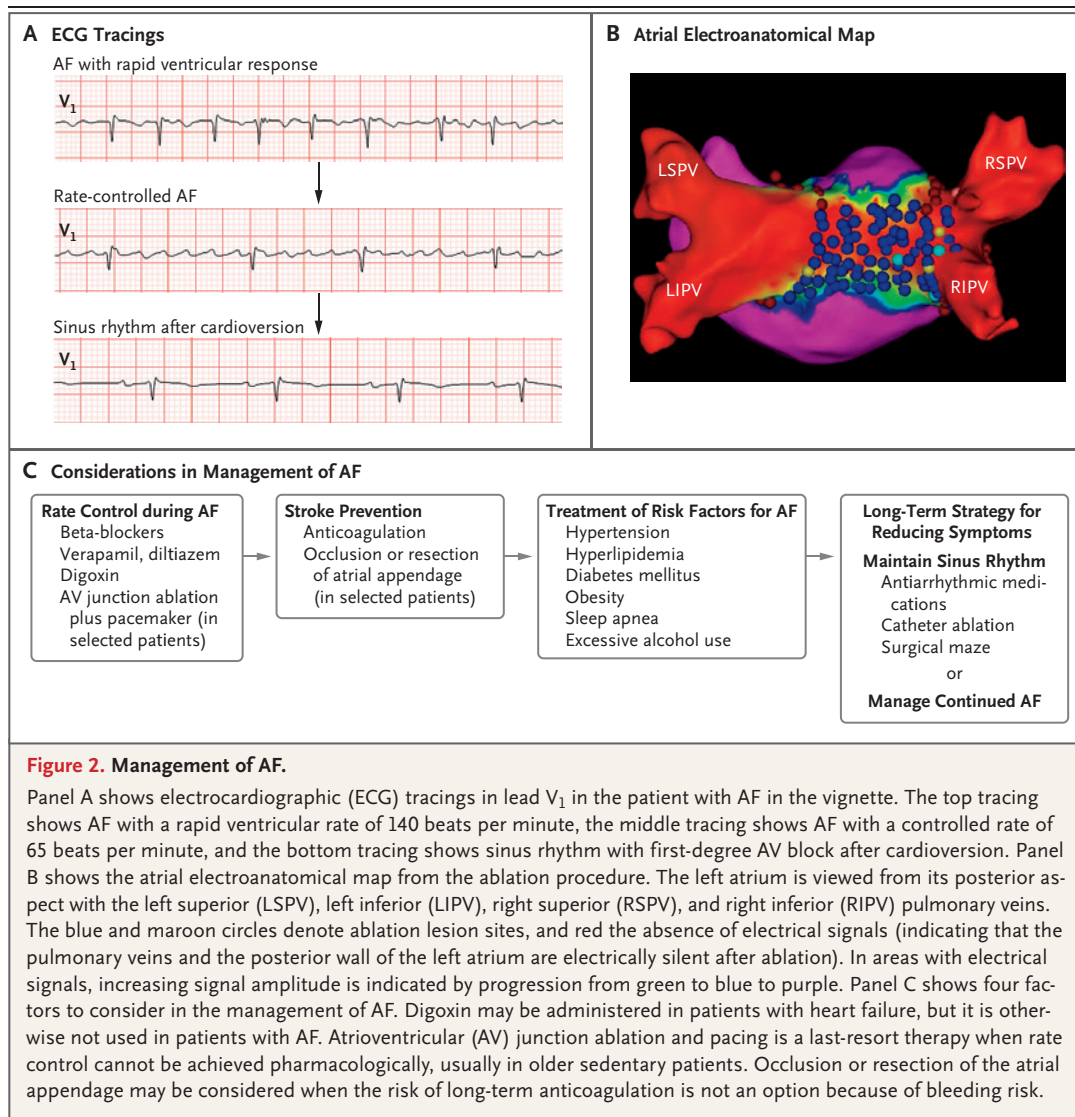 A ECG Tracings
AF with rapid ventricular response
V1
Rate-controlled AF
V1
Sinus rhythm after cardioversion
V1
B Atrial Electroanatomical Map
LSPV
RSPV
LIPV
RIPV
C Considerations in Management of AF
Rate Control during AF
Beta-blockers
Verapamil, diltiazem
Digoxin
AV junction ablation
plus pacemaker (in
selected patients)
Stroke Prevention
Anticoagulation
Occlusion or resection
of atrial appendage
(in selected patients)
Treatment of Risk Factors for AF
Hypertension
Hyperlipidemia
Diabetes mellitus
Obesity
Sleep apnea
Excessive alcohol use
Long-Term Strategy for
Reducing Symptoms
Maintain Sinus Rhythm
Antiarrhythmic medi-
cations
Catheter ablation
Surgical maze
or
Manage Continued AF
Figure 2. Management of AF.
Panel A shows electrocardiographic (ECG) tracings in lead V1 in the patient with AF in the vignette. The top tracing
shows AF with a rapid ventricular rate of 140 beats per minute, the middle tracing shows AF with a controlled rate of
65 beats per minute, and the bottom tracing shows sinus rhythm with first-degree AV block after cardioversion. Panel
B shows the atrial electroanatomical map from the ablation procedure. The left atrium is viewed from its posterior as-
pect with the left superior (LSPV), left inferior (LIPV), right superior (RSPV), and right inferior (RIPV) pulmonary veins.
The blue and maroon circles denote ablation lesion sites, and red the absence of electrical signals (indicating that the
pulmonary veins and the posterior wall of the left atrium are electrically silent after ablation). In areas with electrical
signals, increasing signal amplitude is indicated by progression from green to blue to purple. Panel C shows four fac-
tors to consider in the management of AF. Digoxin may be administered in patients with heart failure, but it is other-
wise not used in patients with AF. Atrioventricular (AV) junction ablation and pacing is a last-resort therapy when rate
control cannot be achieved pharmacologically, usually in older sedentary patients. Occlusion or resection of the atrial
appendage may be considered when the risk of long-term anticoagulation is not an option because of bleeding risk.